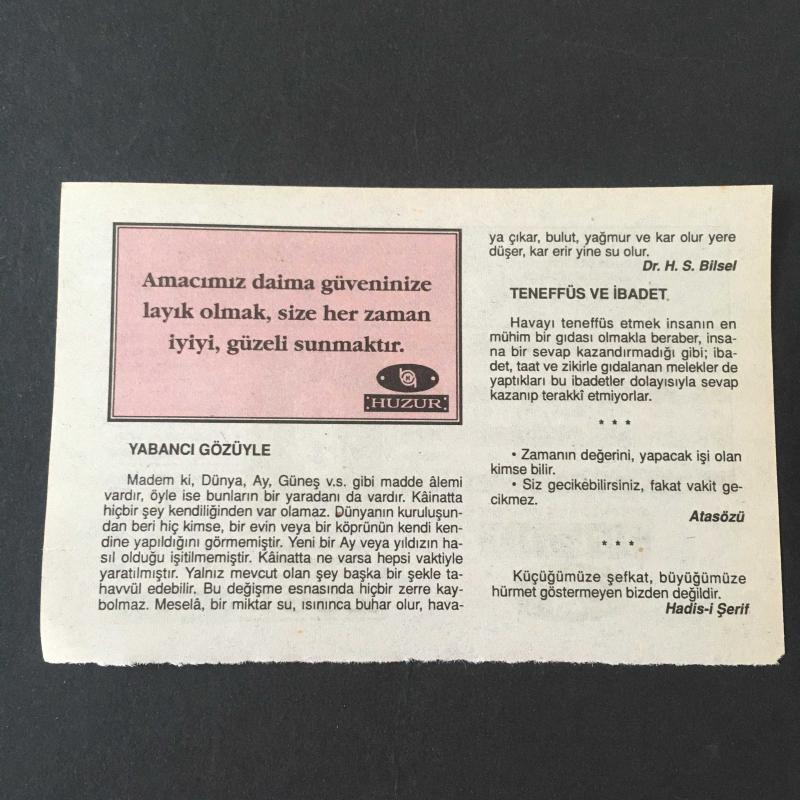 Amacımız daima güveninize
layık olmak, size her zaman
iyiyi, güzeli sunmaktır.
HUZUR
YABANCI GÖZÜYLE
Madem ki, Dünya, Ay, Güneş v.s. gibi madde âlemi
vardır, öyle ise bunların bir yaradanı da vardır. Kâinatta
hiçbir şey kendiliğinden var olamaz. Dünyanın kuruluşun-
dan beri hiç kimse, bir evin veya bir köprünün kendi ken-
dine yapıldığını görmemiştir. Yeni bir Ay veya yıldızın ha-
sıl olduğu işitilmemiştir. Kâinatta ne varsa hepsi vaktiyle
yaratılmıştır. Yalnız mevcut olan şey başka bir şekle ta-
havvül edebilir. Bu değişme esnasında hiçbir zerre kay-
bolmaz. Meselâ, bir miktar su, ısınınca buhar olur, hava-
ya çıkar, bulut, yağmur ve kar olur yere
düşer, kar erir yine su olur.
Dr. H. S. Bilsel
TENEFFÜS VE İBADET
Havayı teneffüs etmek insanın en
mühim bir gıdası olmakla beraber, insa-
na bir sevap kazandırmadığı gibi; iba-
det, taat ve zikirle gıdalanan melekler de
yaptıkları bu ibadetler dolayısıyla sevap
kazanıp terakkî etmiyorlar.
* * *
• Zamanın değerini, yapacak işi olan
kimse bilir.
• Siz gecikebilirsiniz, fakat vakit ge-
cikmez.
Atasözü
* * *
Küçüğümüze şefkat, büyüğümüze
hürmet göstermeyen bizden değildir.
Hadis-i Şerif